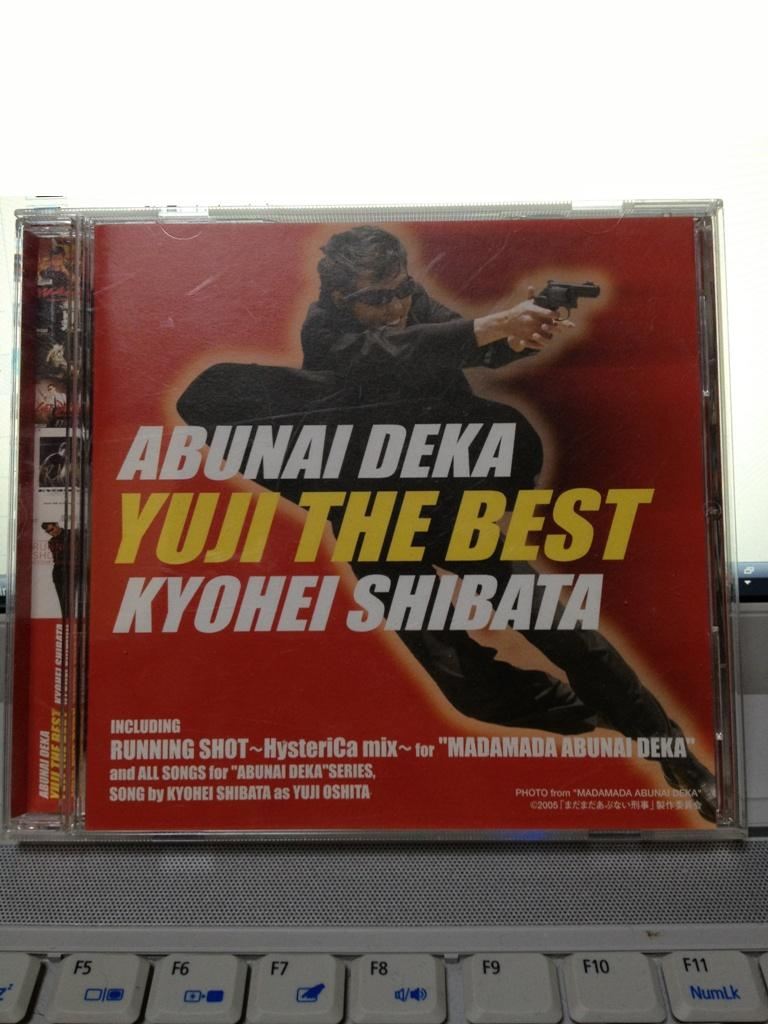 ABUNAI DEKA
YUJI THE BEST
KYOHEI SHIBATA
INCLUDING
RUNNING SHOT~HysteriCa mix~ for "MADAMADA ABUNAI DEKA"
and ALL SONGS for "ABUNAI DEKA"SERIES,
SONG by KYOHEI SHIBATA as YUJI OSHITA
PHOTO from "MADAMADA ABUNAI DEKA"
©2005「まだまだあぶない刑事」製作委員会
ABUNAI DEKA
YUJI THE BEST
KYOHEI SHIBATA
F5
F6
F7
F8
F9
F10
F11
NumLk